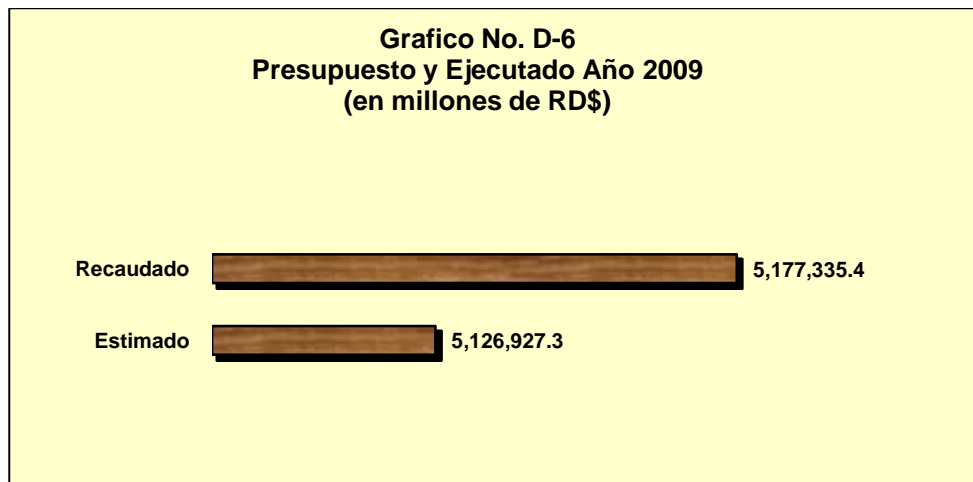 Grafico No. D-6
Presupuesto y Ejecutado Año 2009
(en millones de RD$)
Recaudado 5,177,335.4
Estimado 5,126,927.3